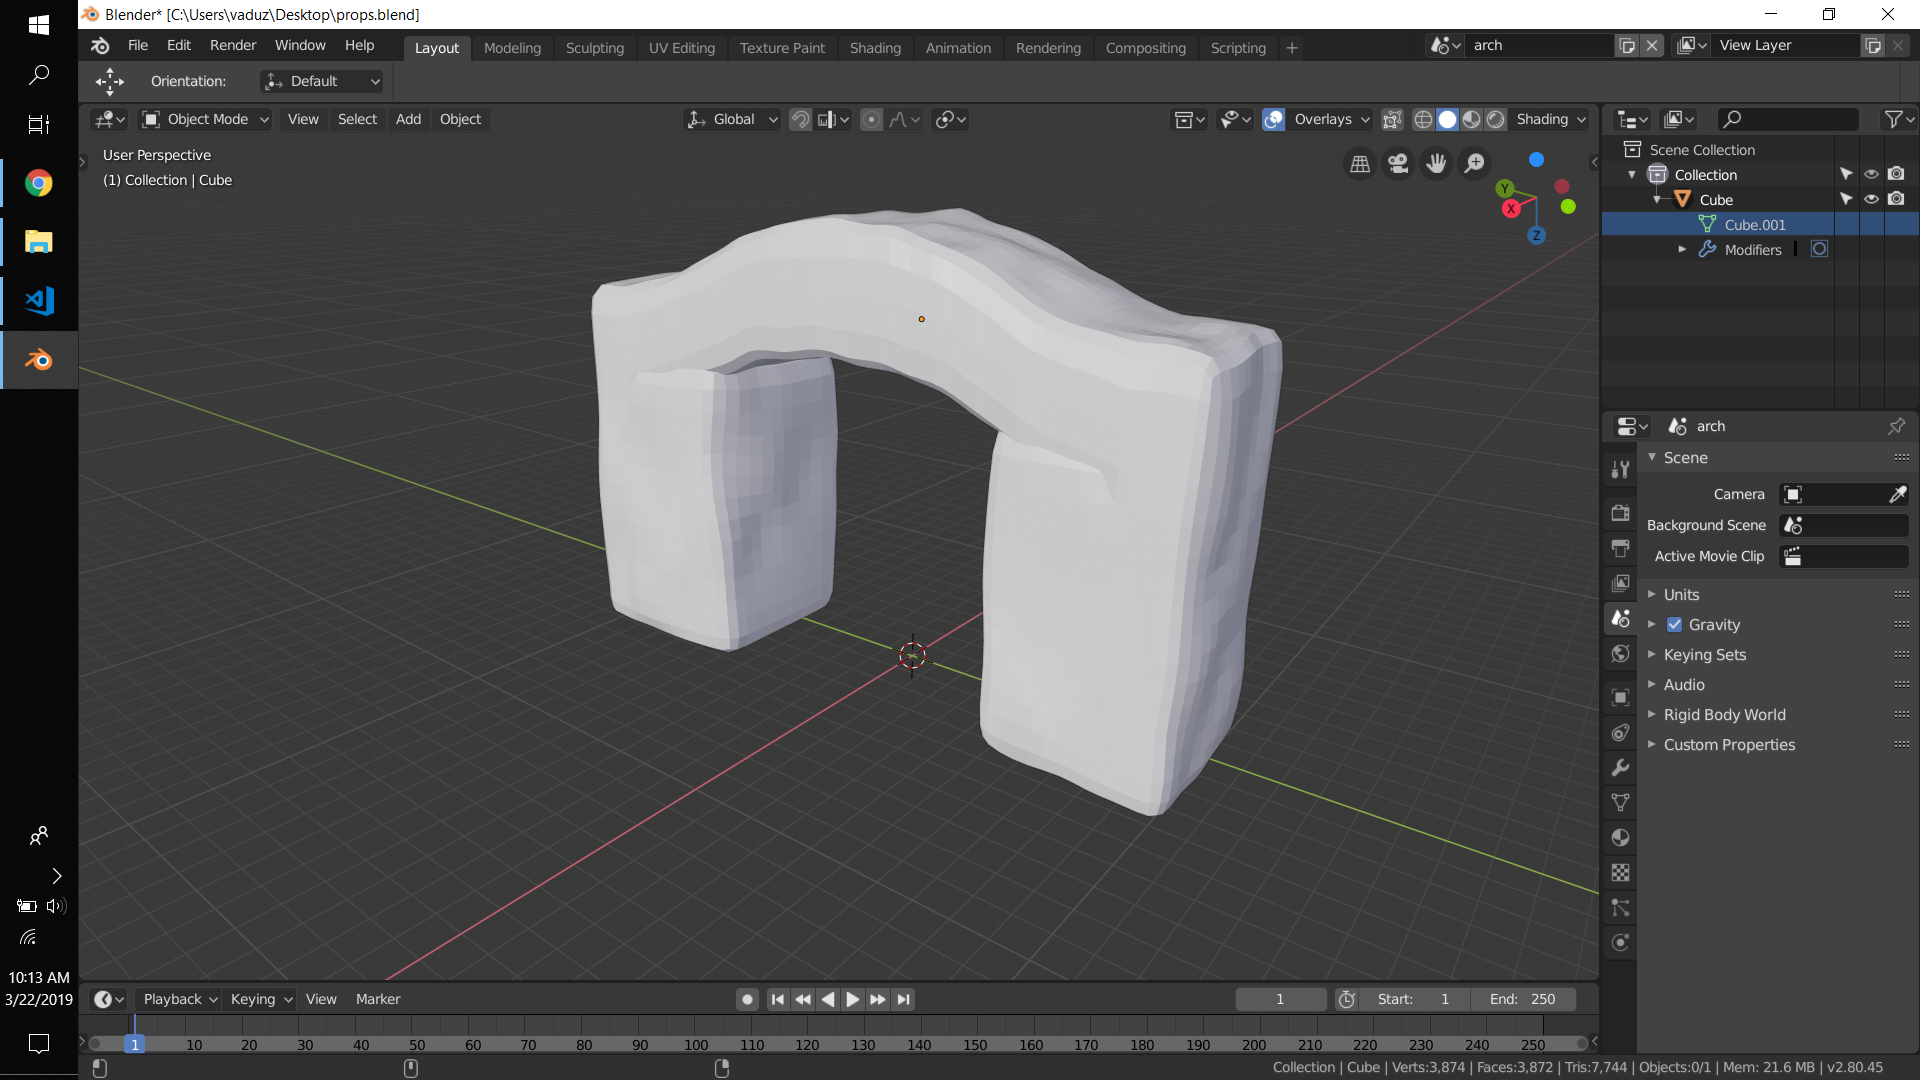 Blender* [C:\Users\vaduz\Desktop\props.blend]
File Edit Render Window Help
Layout Modeling Sculpting UV Editing Texture Paint Shading Animation Rendering Compositing Scripting +
arch
View Layer
Orientation: Default
Object Mode View Select Add Object
Global
Overlays Shading
User Perspective
(1) Collection | Cube
Y
X
Z
Scene Collection
Collection
Cube
Cube.001
Modifiers
arch
Scene
Camera
Background Scene
Active Movie Clip
Units
Gravity
Keying Sets
Audio
Rigid Body World
Custom Properties
10:13 AM
3/22/2019
Playback Keying View Marker
1
Start: 1
End: 250
1 10 20 30 40 50 60 70 80 90 100 110 120 130 140 150 160 170 180 190 200 210 220 230 240 250
Collection | Cube | Verts:3,874 | Faces:3,872 | Tris:7,744 | Objects:0/1 | Mem: 21.6 MB | v2.80.45